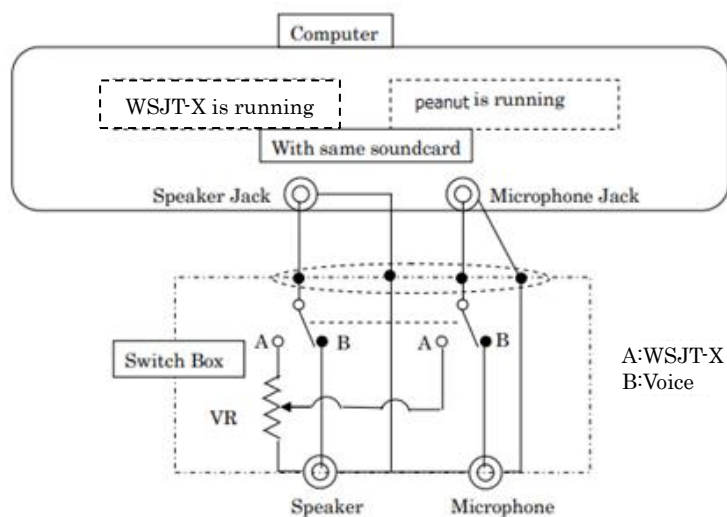 Computer
WSJT-X is running
peanut is running
With same soundcard
Speaker Jack
Microphone Jack
A
B
A
B
Switch Box
A:WSJT-X
B:Voice
VR
Speaker
Microphone